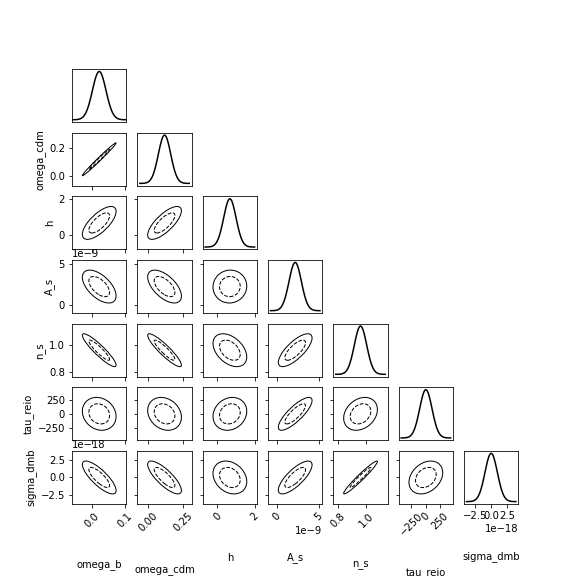 omega_cdm
0.2
0.0
h
2
0
1e−9
A_s
5
0
n_s
1.0
0.8
tau_reio
250
0
−250
1e−18
sigma_dmb
2.5
0.0
−2.5
0.0 0.1 0.00 0.25 0 2 0 5 0.8 1.0 −250 0 250 −2.5 0.0 2.5
1e−9 1e−18
omega_b omega_cdm h A_s n_s tau_reio sigma_dmb